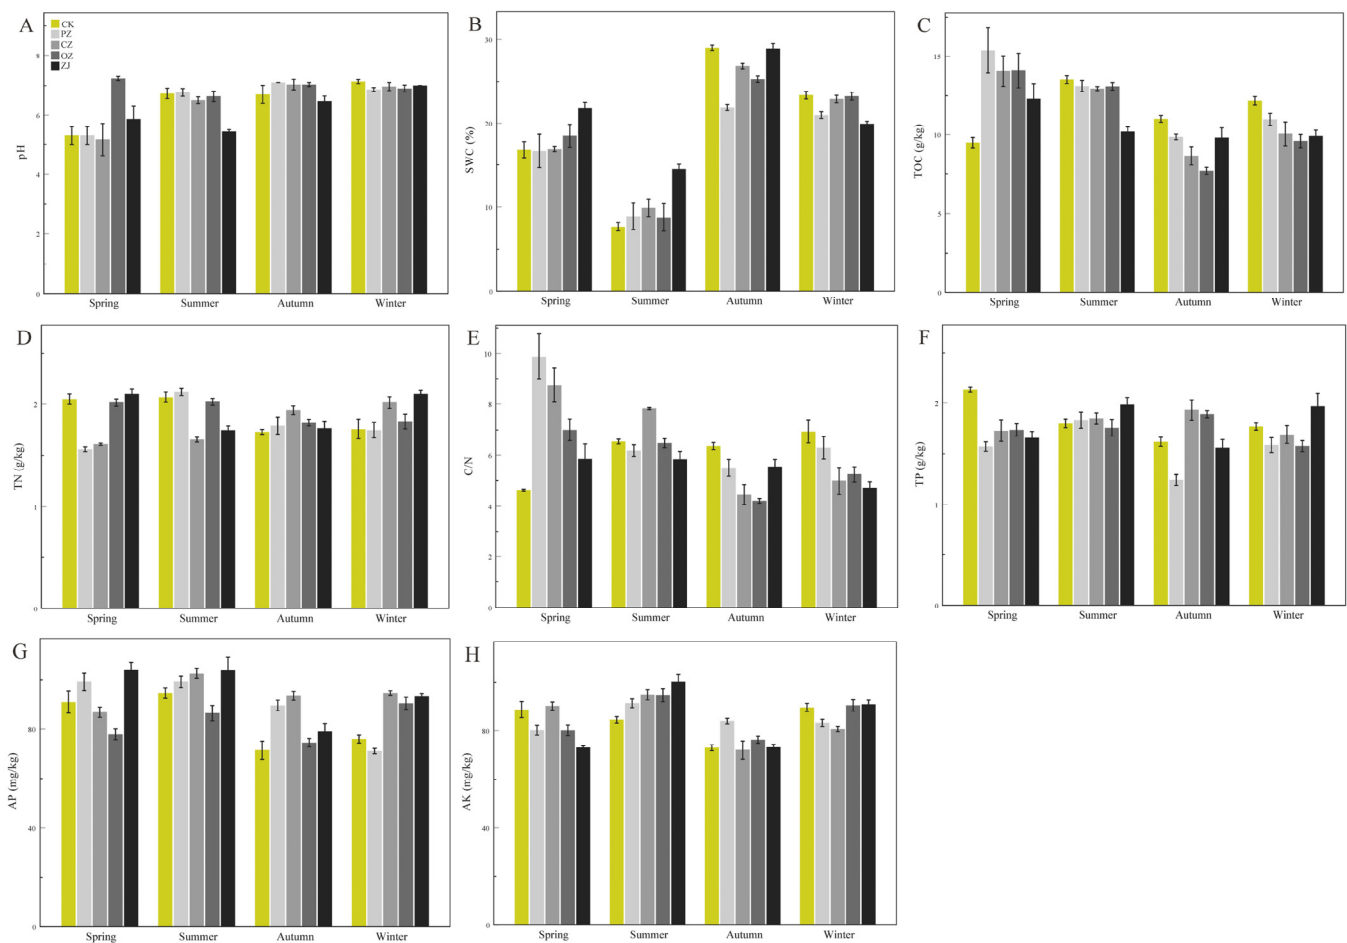 A
CK
PZ
CZ
OZ
ZJ
pH
8
6
4
2
0
Spring Summer Autumn Winter
B
SWC (%)
30
20
10
0
Spring Summer Autumn Winter
C
TOC (g/kg)
15
10
5
0
Spring Summer Autumn Winter
D
TN (g/kg)
2
1
0
Spring Summer Autumn Winter
E
C/N
10
8
6
4
2
0
Spring Summer Autumn Winter
F
TP (g/kg)
2
1
0
Spring Summer Autumn Winter
G
AP (mg/kg)
80
40
0
Spring Summer Autumn Winter
H
AK (mg/kg)
80
40
0
Spring Summer Autumn Winter